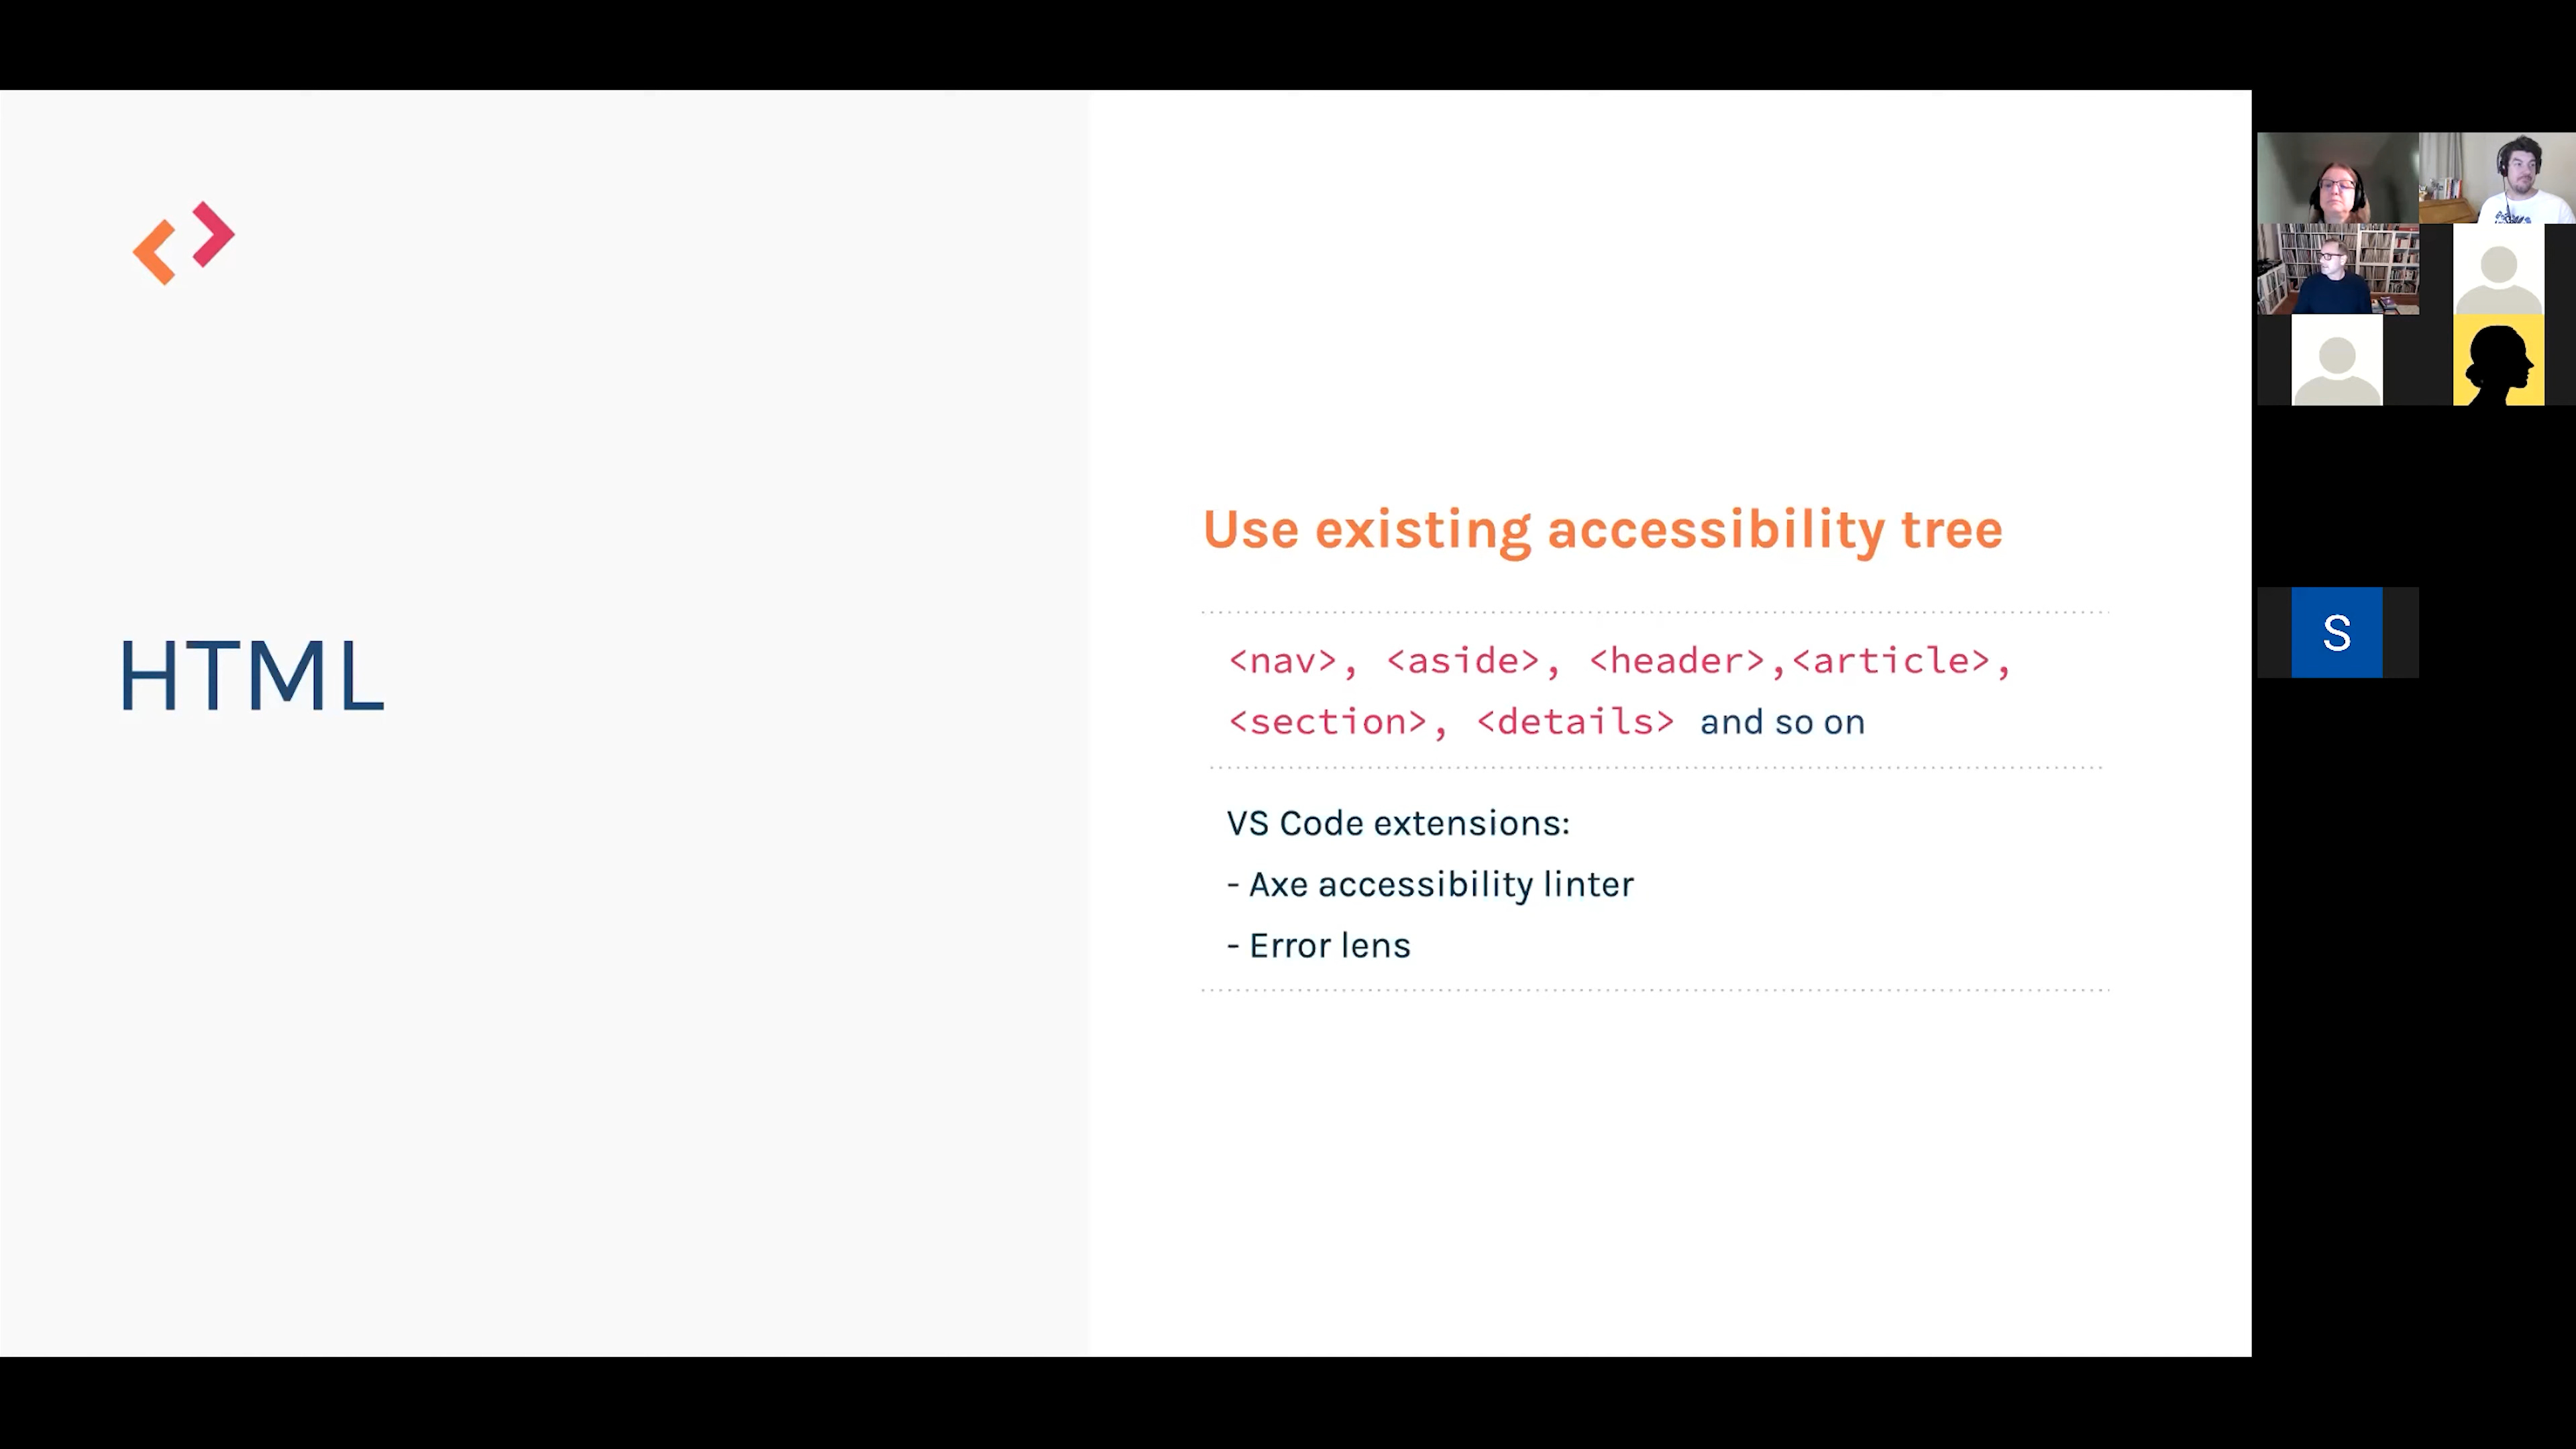 HTML
Use existing accessibility tree
<nav>, <aside>, <header>,<article>,
<section>, <details> and so on
VS Code extensions:
- Axe accessibility linter
- Error lens
S